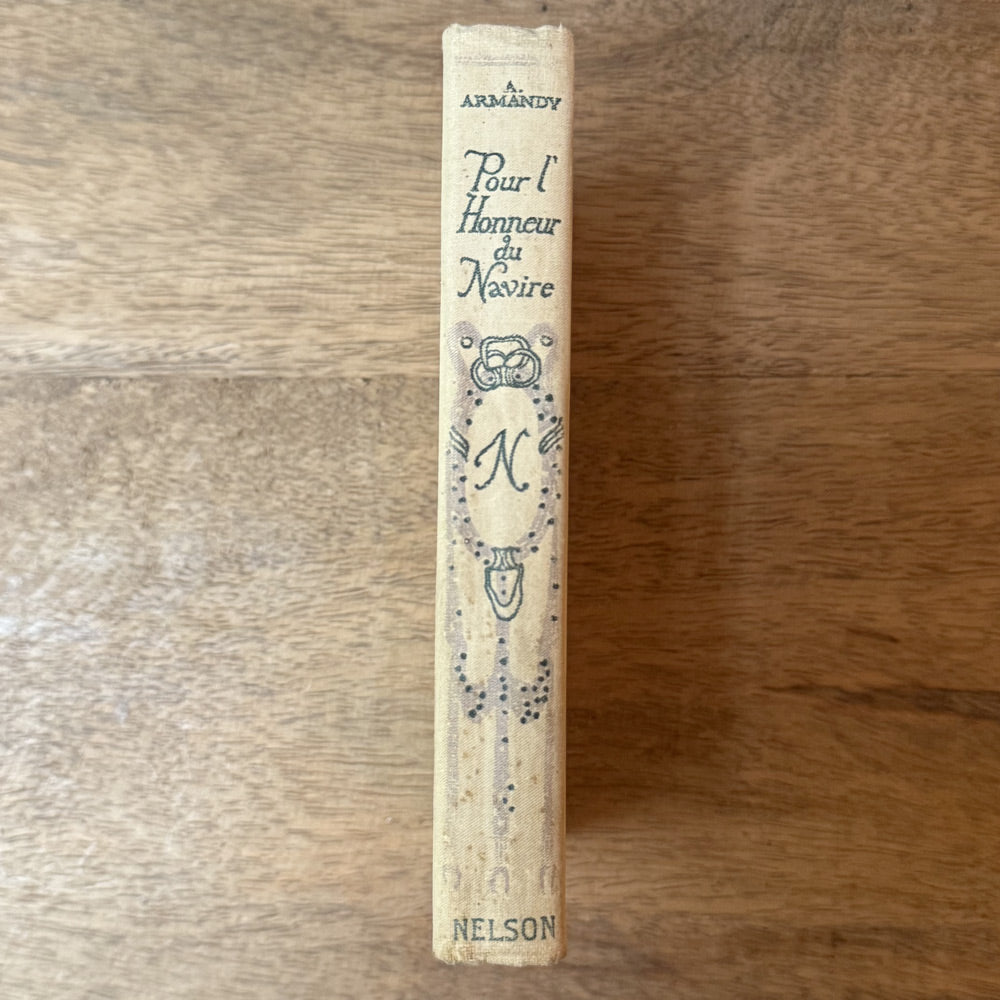 A.
ARMANDY
Pour l'
Honneur
du
Navire
N
NELSON